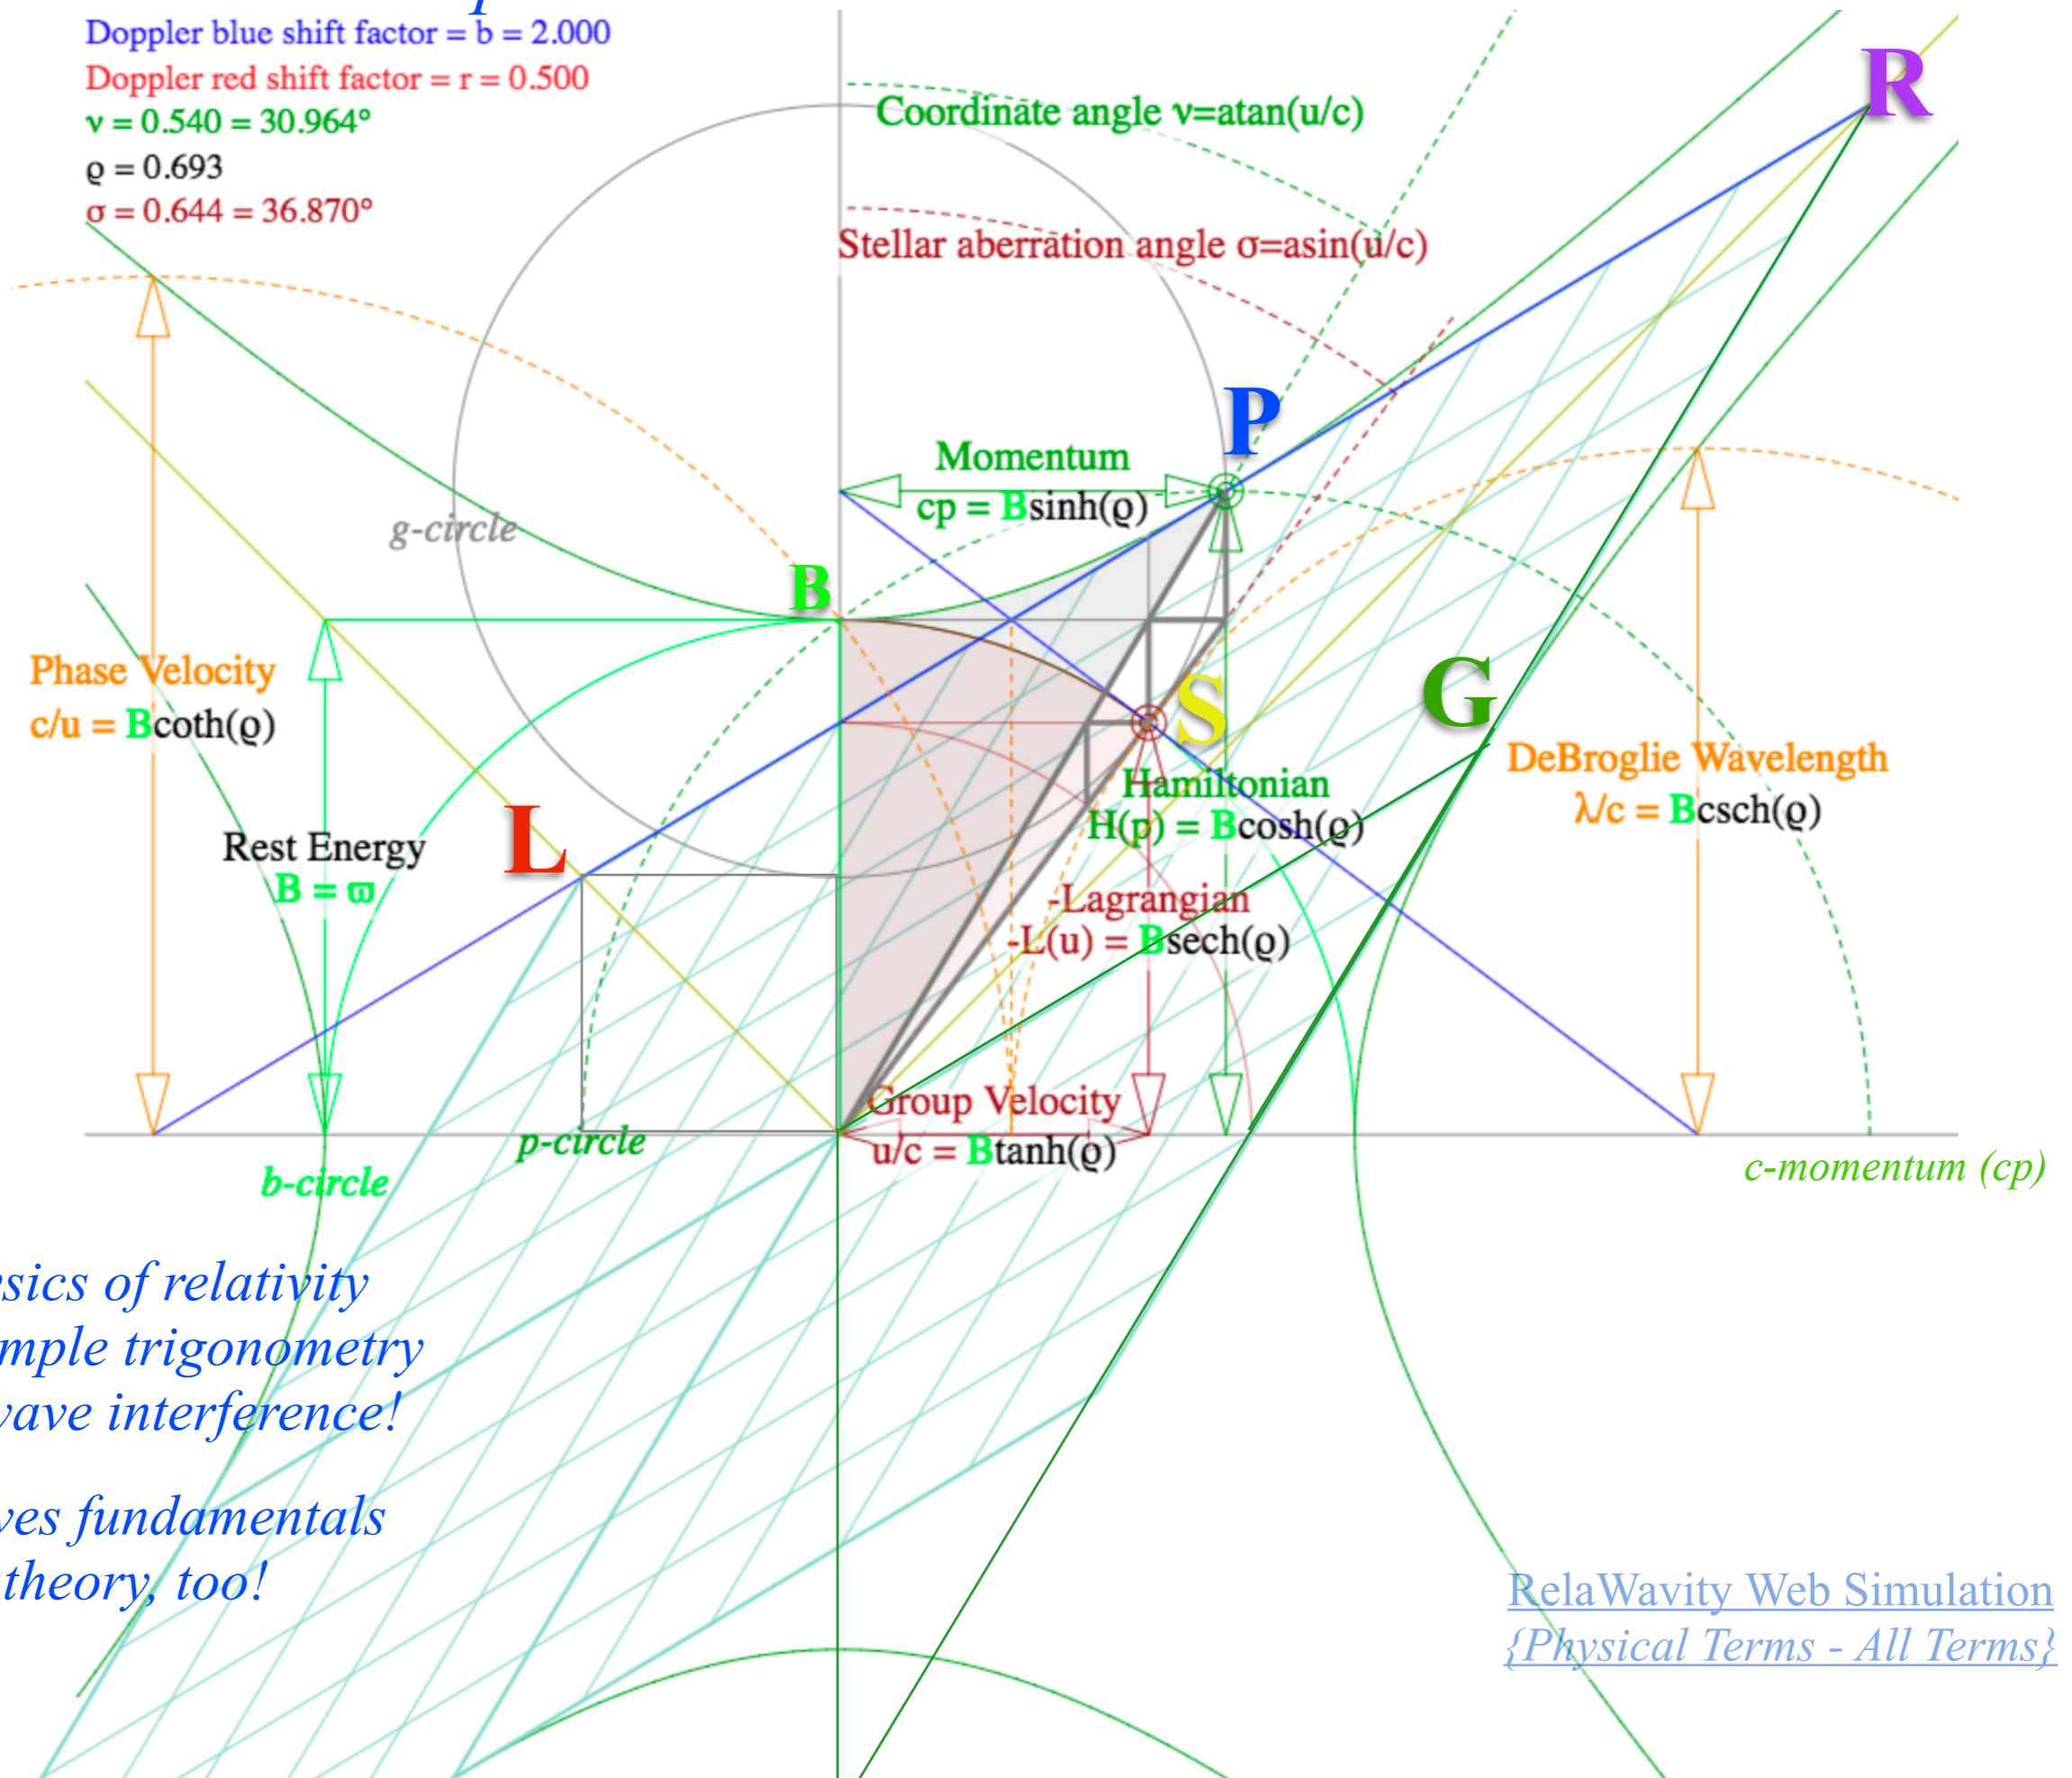 Doppler blue shift factor = b = 2.000
Doppler red shift factor = r = 0.500
ν = 0.540 = 30.964°
ϱ = 0.693
σ = 0.644 = 36.870°
R
Coordinate angle ν=atan(u/c)
Stellar aberration angle σ=asin(u/c)
P
Momentum
cp = Bsinh(ϱ)
g-circle
B
S
G
Phase Velocity
c/u = Bcoth(ϱ)
DeBroglie Wavelength
λ/c = Bcsch(ϱ)
L
Hamiltonian
H(p) = Bcosh(ϱ)
Rest Energy
B = ϖ
-Lagrangian
-L(u) = Bsech(ϱ)
Group Velocity
u/c = Btanh(ϱ)
p-circle
b-circle
c-momentum (cp)
sics of relativity
mple trigonometry
wave interference!
ves fundamentals
theory, too!
RelaWavity Web Simulation
{Physical Terms - All Terms}